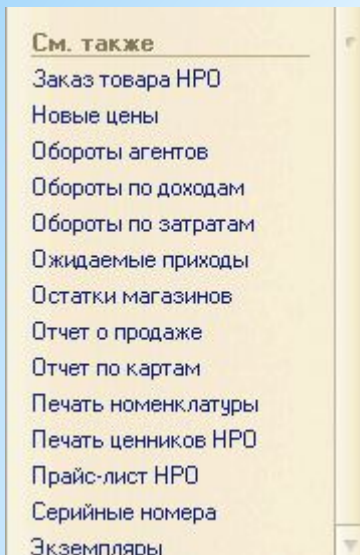 См. также
Заказ товара НРО
Новые цены
Обороты агентов
Обороты по доходам
Обороты по затратам
Ожидаемые приходы
Остатки магазинов
Отчет о продаже
Отчет по картам
Печать номенклатуры
Печать ценников НРО
Прайс-лист НРО
Серийные номера
Экземпляры